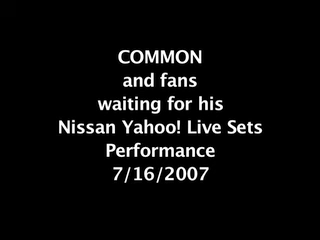 COMMON
and fans
waiting for his
Nissan Yahoo! Live Sets
Performance
7/16/2007